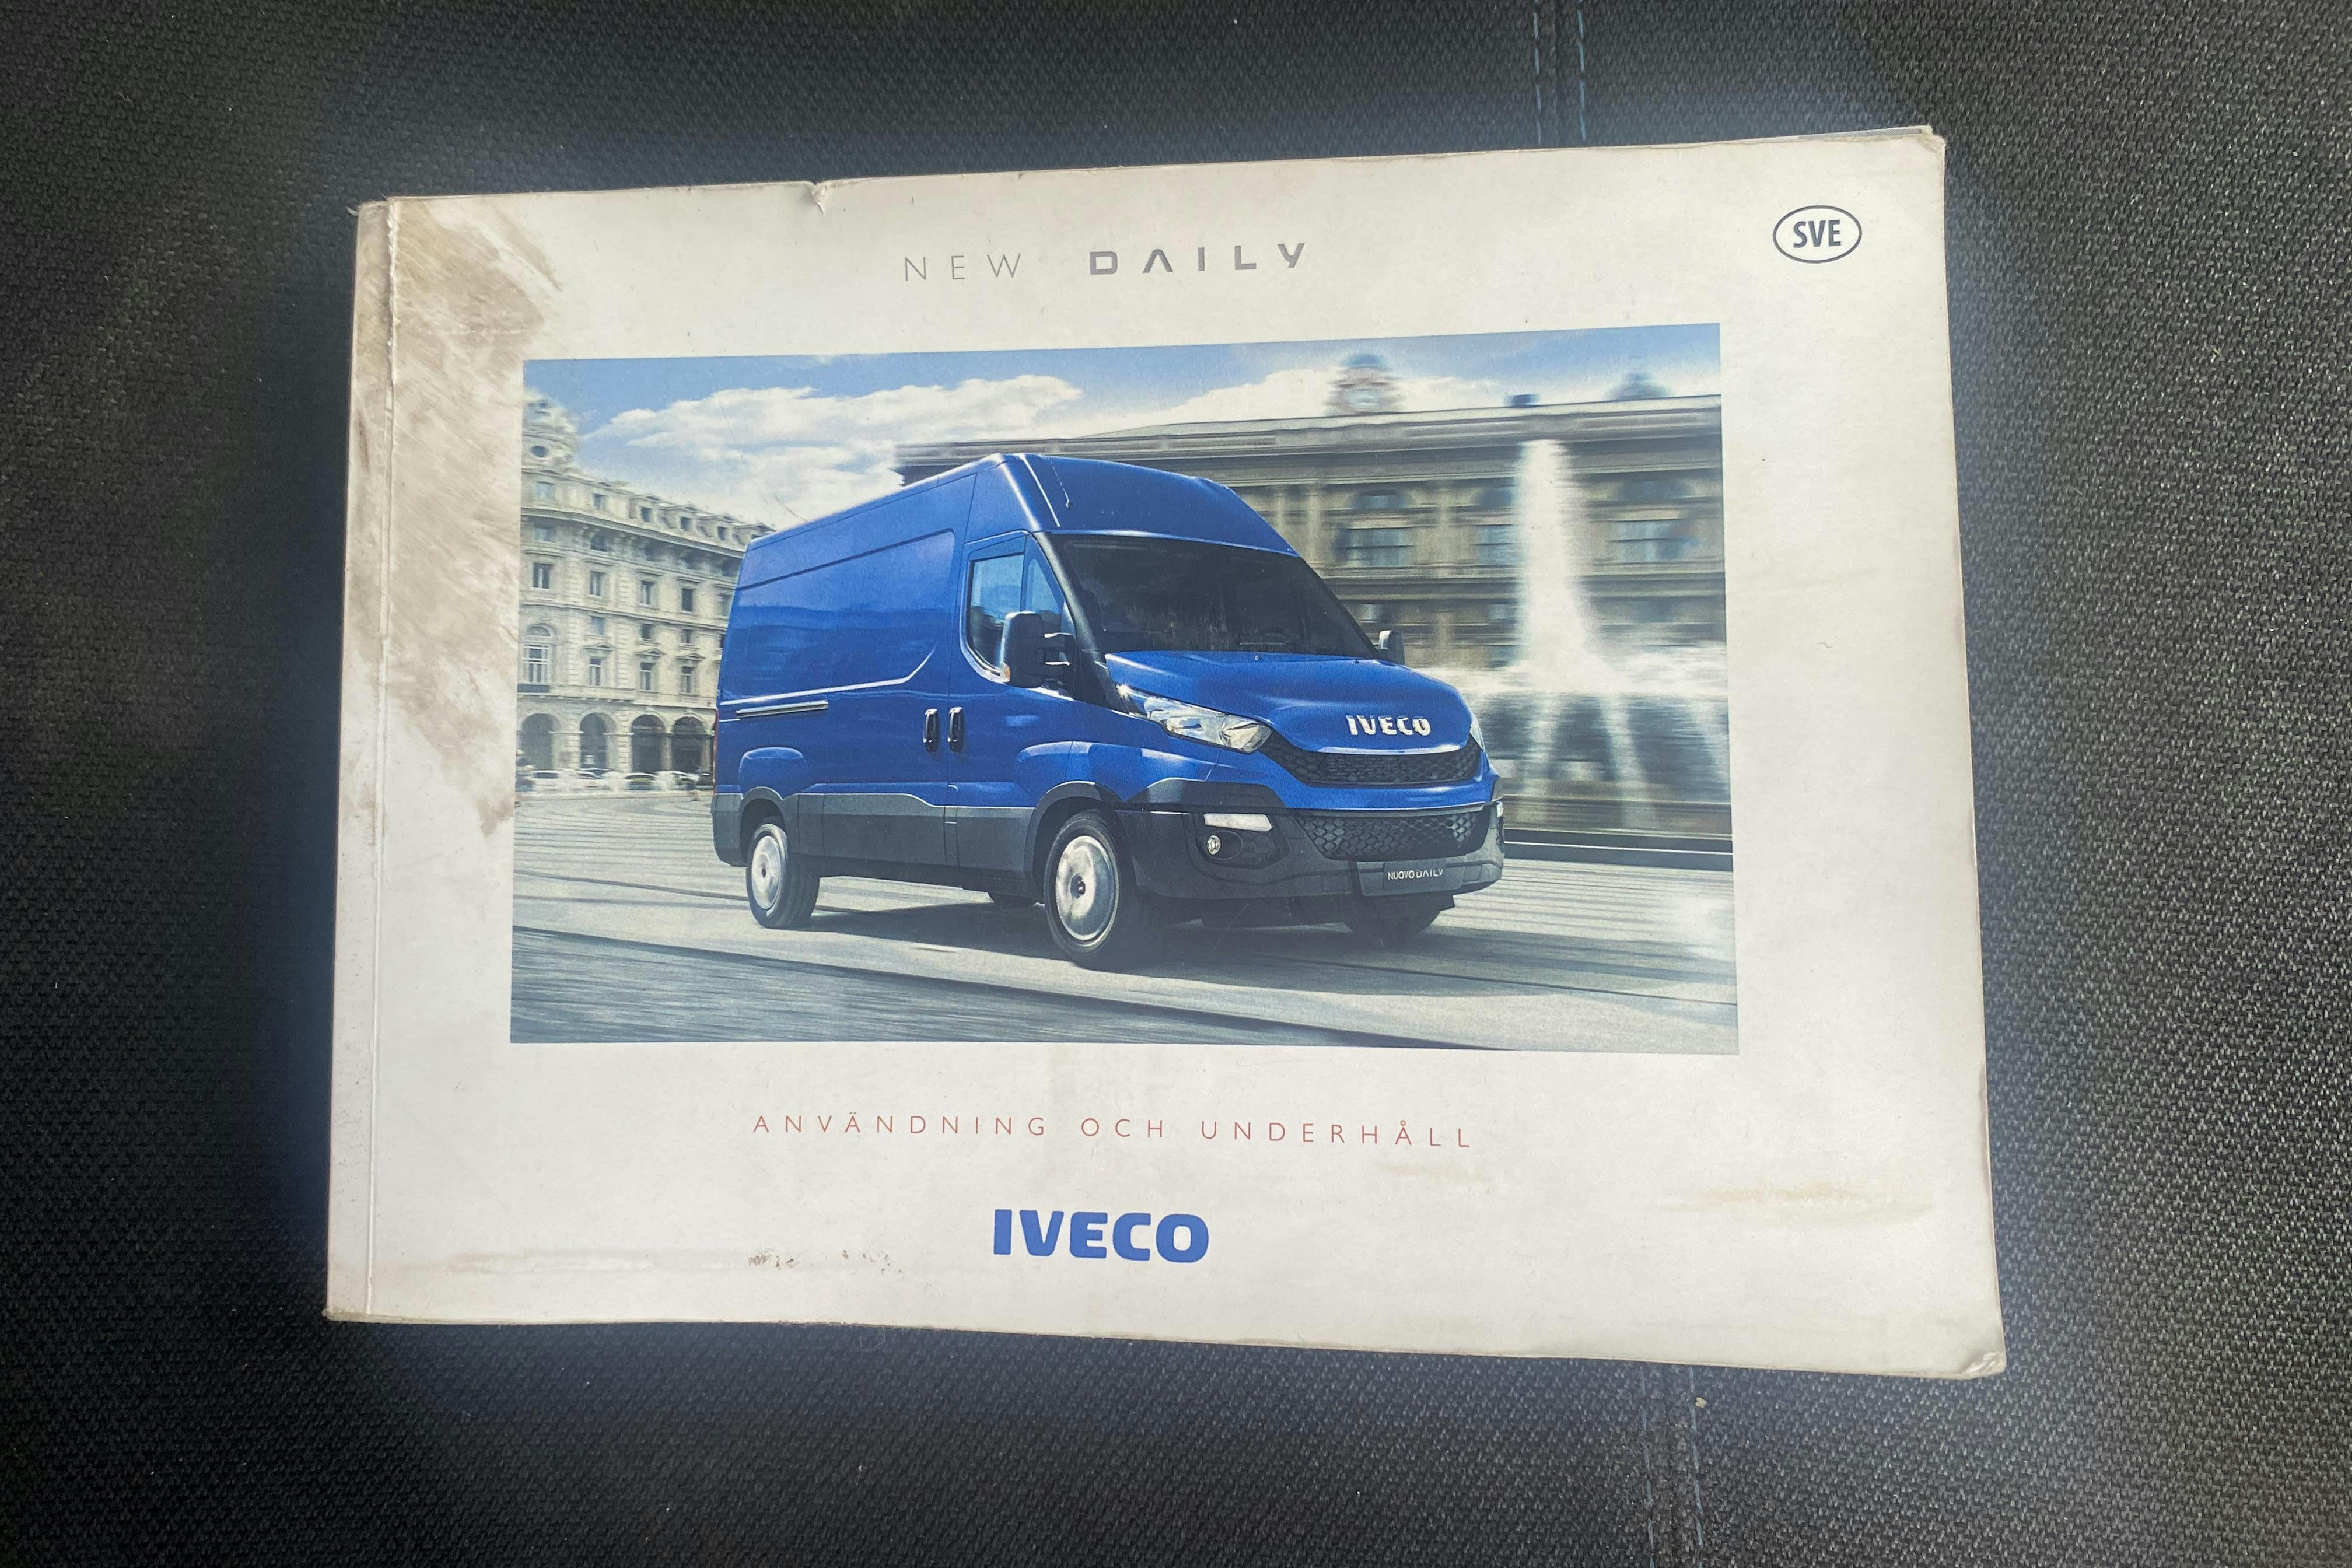 SVE
NEW DAILY
IVECO
NUOVO DAILY
ANVÄNDNING OCH UNDERHÅLL
IVECO